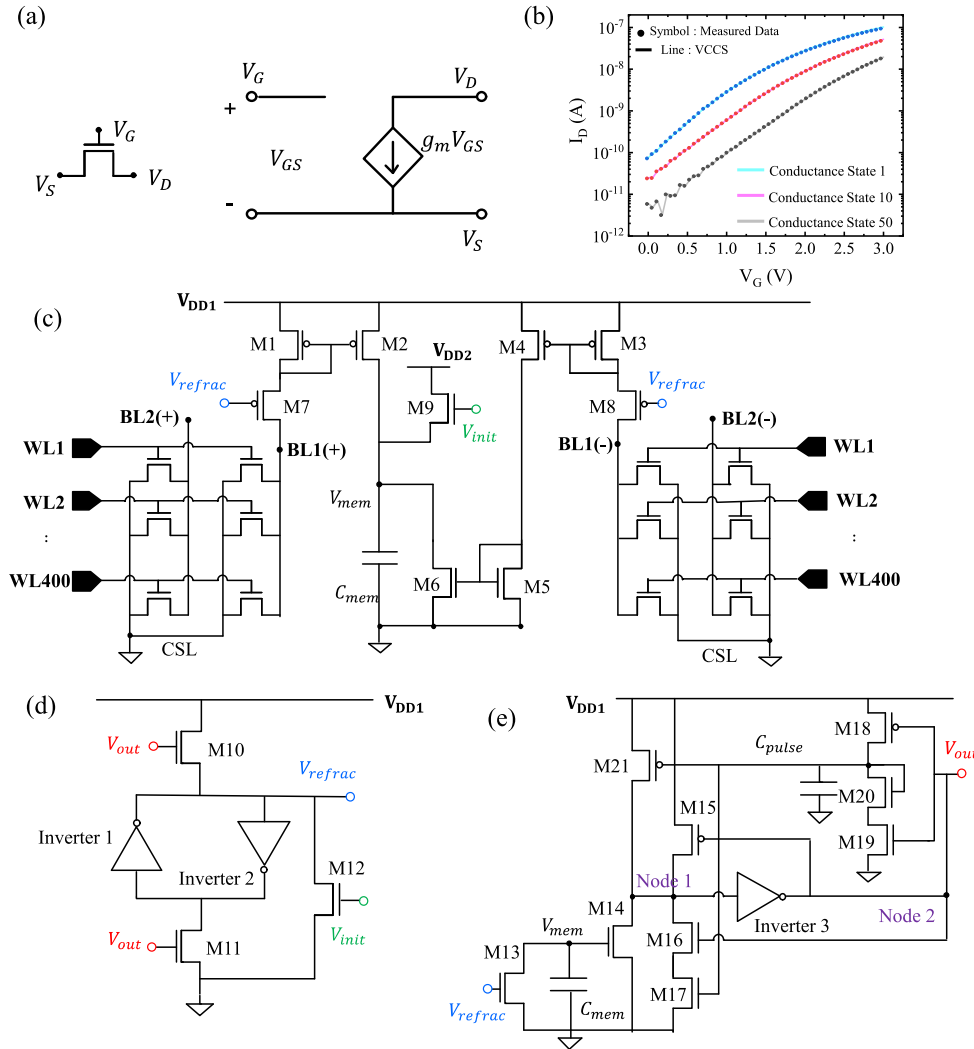 (a)
V_G
V_S
V_D
V_G
+
V_GS
-
V_D
g_mV_GS
V_S
(b)
Symbol : Measured Data
Line : VCCS
I_D (A)
10^-7
10^-8
10^-9
10^-10
10^-11
10^-12
Conductance State 1
Conductance State 10
Conductance State 50
0.0 0.5 1.0 1.5 2.0 2.5 3.0
V_G (V)
(c)
V_DD1
M1
M2
M4
M3
V_DD2
V_refrac
M7
M9
V_init
M8
V_refrac
BL2(+)
BL1(+)
BL1(-)
BL2(-)
WL1
WL2
:
WL400
CSL
V_mem
C_mem
M6
M5
WL1
WL2
:
WL400
CSL
(d)
V_DD1
V_out
M10
V_refrac
Inverter 1
Inverter 2
M12
V_init
V_out
M11
(e)
V_DD1
M18
C_pulse
V_out
M21
M20
M15
M19
Node 1
Inverter 3
Node 2
M14
V_mem
M13
M16
M17
C_mem
V_refrac